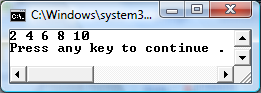 C:\Windows\system3...
2 4 6 8 10
Press any key to continue .